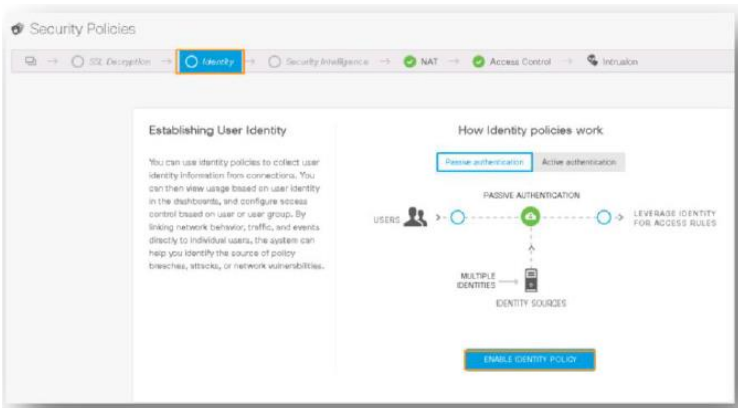 Security Policies
SSL Decryption
Identity
Security Intelligence
NAT
Access Control
Intrusion
Establishing User Identity
You can use identity policies to collect user
identity information from connections. You
can then view usage based on user identity
in the dashboards, and configure access
control based on user or user group. By
linking network behavior, traffic, and events
directly to individual users, the system can
help you identify the source of policy
breaches, attacks, or network vulnerabilities.
How Identity policies work
Passive authentication
Active authentication
PASSIVE AUTHENTICATION
USERS
LEVERAGE IDENTITY
FOR ACCESS RULES
MULTIPLE
IDENTITIES
IDENTITY SOURCES
ENABLE IDENTITY POLICY